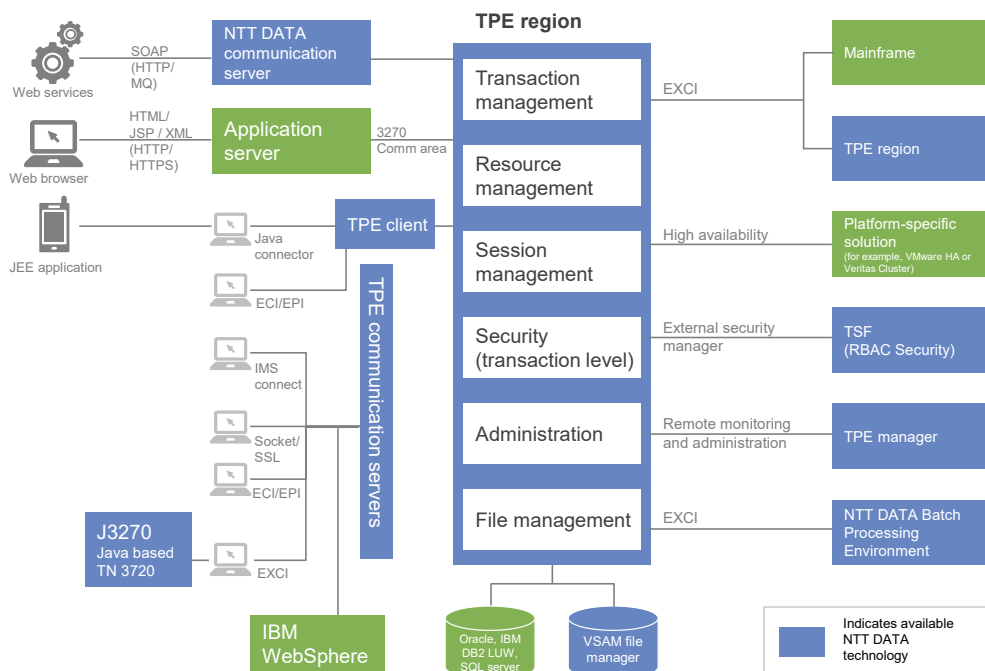 TPE region
NTT DATA
communication
server
SOAP
(HTTP/
MQ)
Web services
Transaction
management
EXCI
Mainframe
TPE region
HTML/
JSP / XML
(HTTP/
HTTPS)
Web browser
Application
server
3270
Comm area
Resource
management
JEE application
Java
connector
TPE client
ECI/EPI
Session
management
High availability
Platform-specific
solution
(for example, VMware HA or
Veritas Cluster)
TPE communication servers
IMS
connect
Security
(transaction level)
External security
manager
TSF
(RBAC Security)
Socket/
SSL
ECI/EPI
Administration
Remote monitoring
and administration
TPE manager
J3270
Java based
TN 3720
EXCI
File management
EXCI
NTT DATA Batch
Processing
Environment
IBM
WebSphere
Oracle, IBM
DB2 LUW,
SQL server
VSAM file
manager
Indicates available
NTT DATA
technology